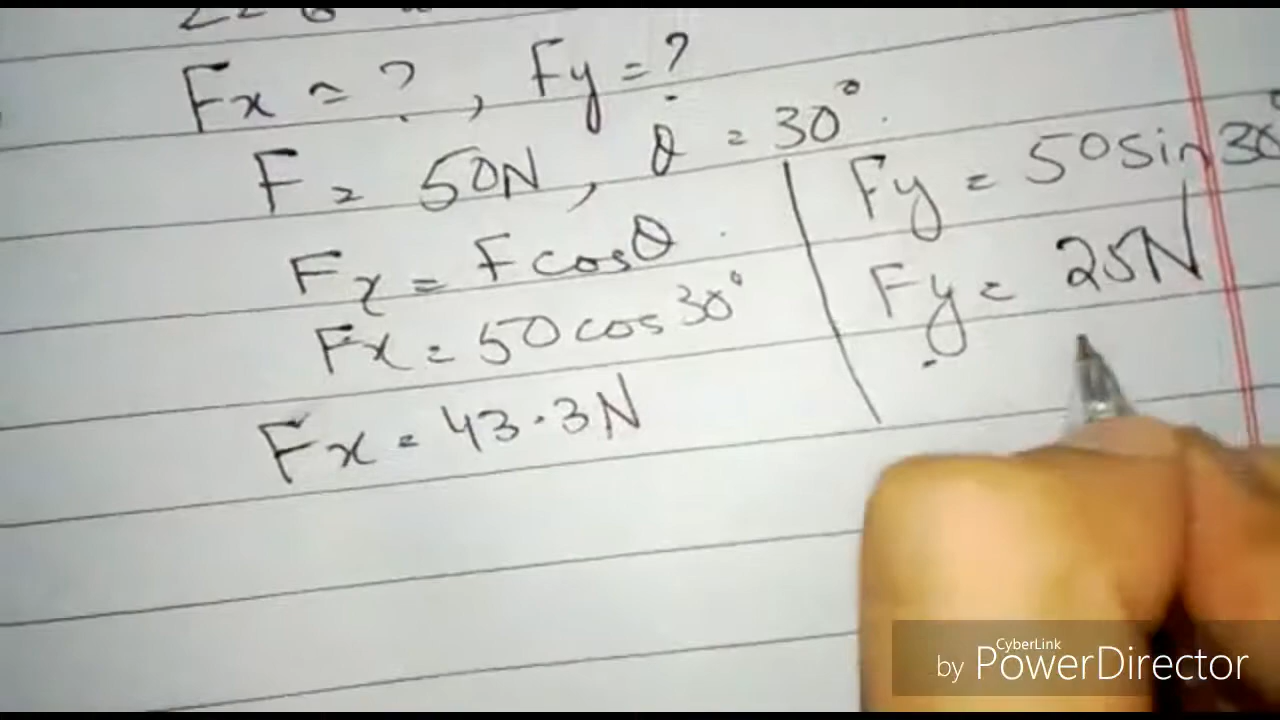 Fx = ? , Fy = ?
F = 50N , θ = 30°
Fx = F cosθ
Fx = 50 cos 30°
Fx = 43.3N
Fy = 50 sin 30°
Fy = 25N
CyberLink
by PowerDirector